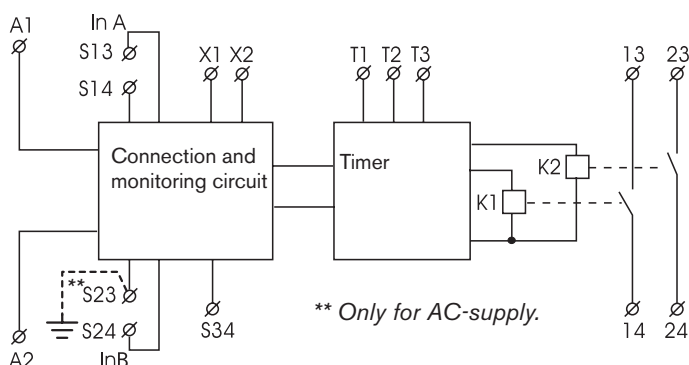 A1
In A
S13
S14
X1 X2
T1 T2 T3
13 23
Connection and
monitoring circuit
Timer
K2
K1
**
S23
S24
S34
** Only for AC-supply.
14 24
A2
InB